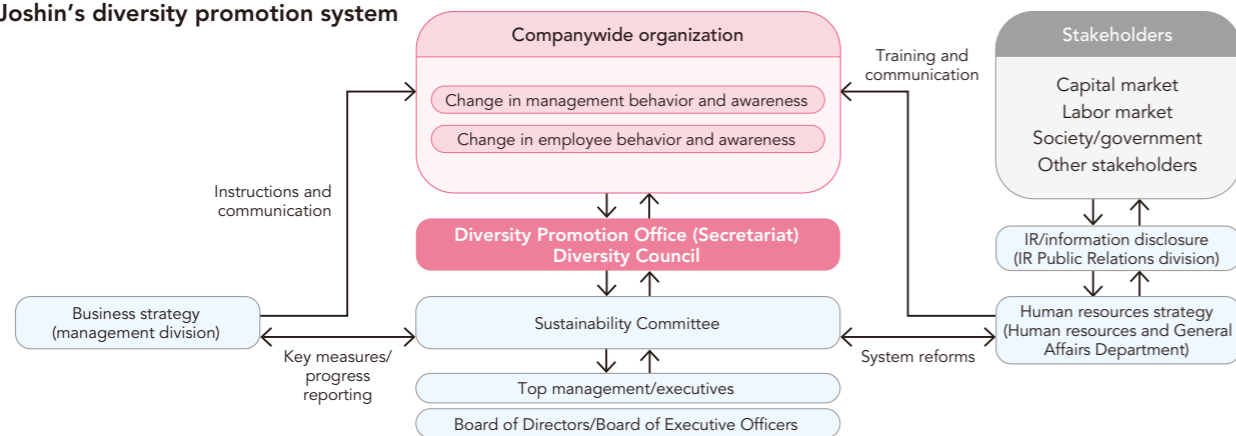 Joshin's diversity promotion system
Companywide organization
Change in management behavior and awareness
Change in employee behavior and awareness
Training and
communication
Stakeholders
Capital market
Labor market
Society/government
Other stakeholders
Instructions and
communication
Diversity Promotion Office (Secretariat)
Diversity Council
IR/information disclosure
(IR Public Relations division)
Business strategy
(management division)
Key measures/
progress
reporting
Sustainability Committee
System reforms
Human resources strategy
(Human resources and General
Affairs Department)
Top management/executives
Board of Directors/Board of Executive Officers